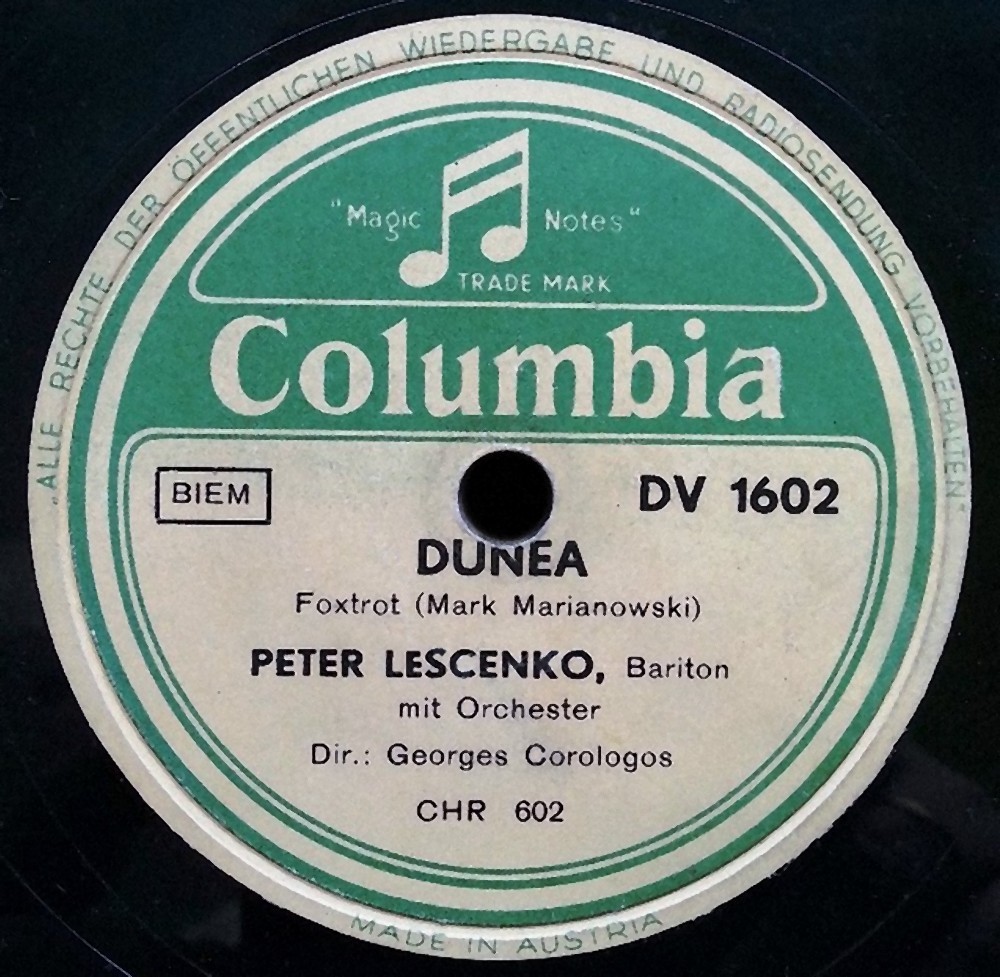 „ALLE RECHTE DER ÖFFENTLICHEN WIEDERGABE UND RADIOSENDUNG VORBEHALTEN“
"Magic Notes"
TRADE MARK
Columbia
BIEM
DV 1602
DUNEA
Foxtrot (Mark Marianowski)
PETER LESCENKO, Bariton
mit Orchester
Dir.: Georges Corologos
CHR 602
MADE IN AUSTRIA